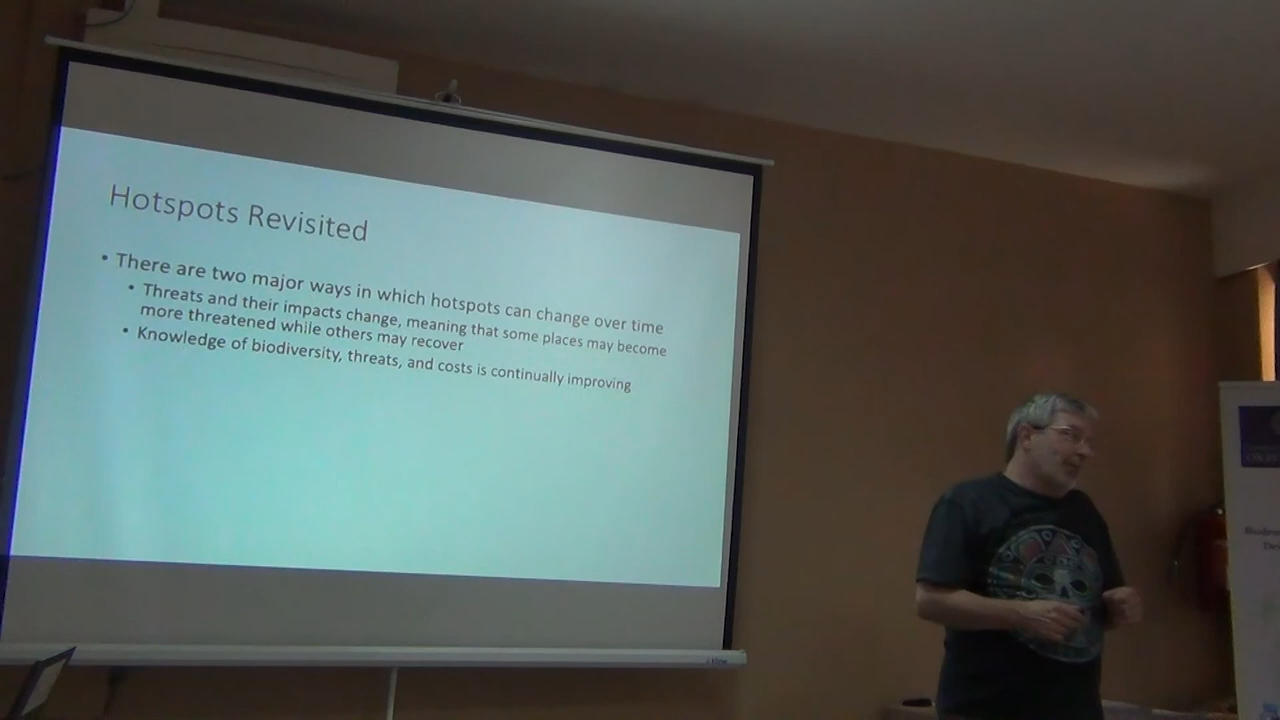 Hotspots Revisited
• There are two major ways in which hotspots can change over time
• Threats and their impacts change, meaning that some places may become
more threatened while others may recover
• Knowledge of biodiversity, threats, and costs is continually improving